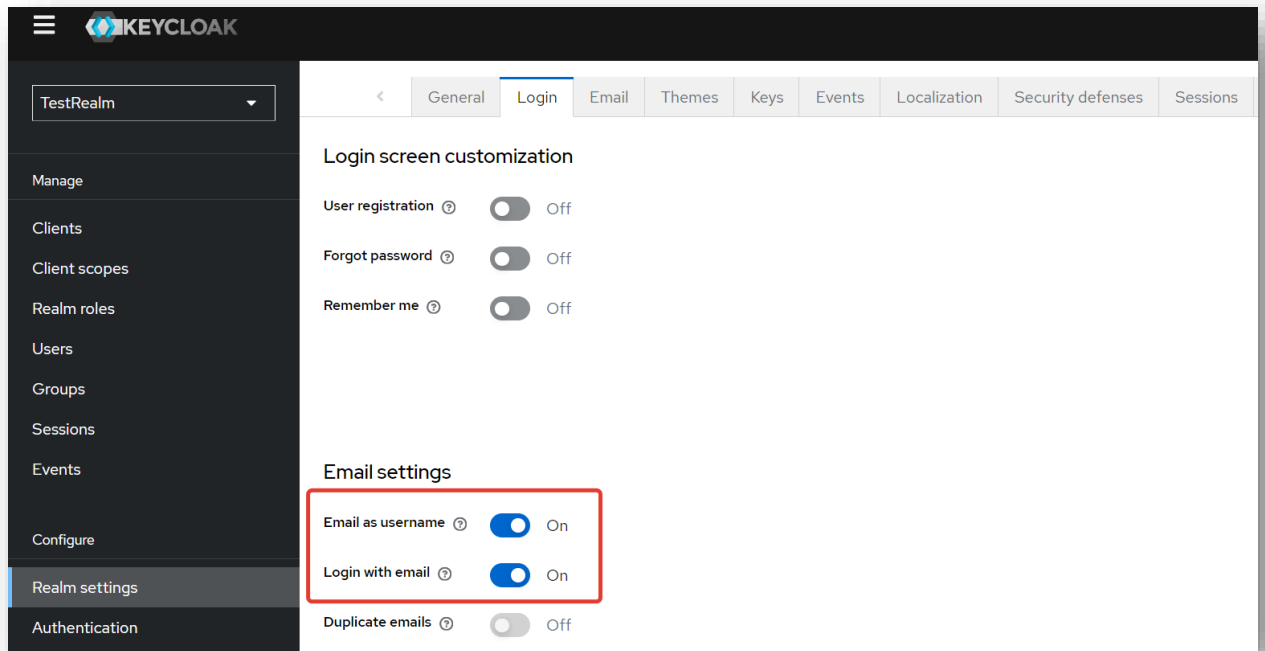 KEYCLOAK
TestRealm
Manage
Clients
Client scopes
Realm roles
Users
Groups
Sessions
Events
Configure
Realm settings
Authentication
General Login Email Themes Keys Events Localization Security defenses Sessions
Login screen customization
User registration Off
Forgot password Off
Remember me Off
Email settings
Email as username On
Login with email On
Duplicate emails Off